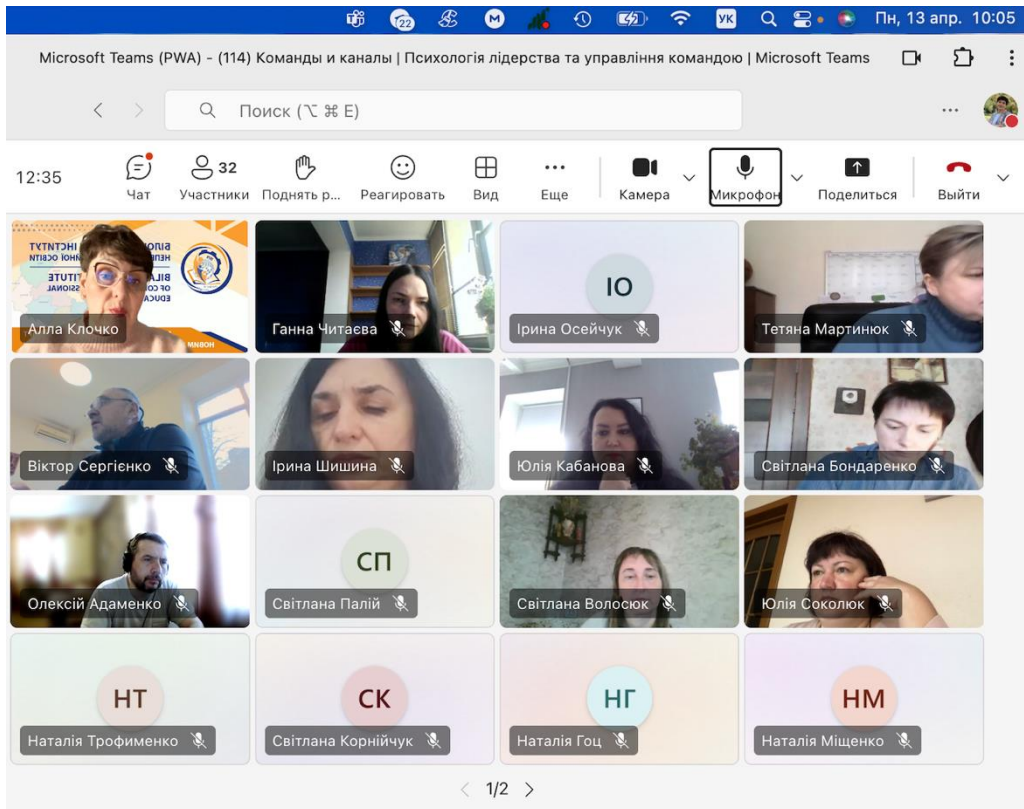 22
УК
Пн, 13 апр. 10:05
Microsoft Teams (PWA) - (114) Команды и каналы | Психологія лідерства та управління командою | Microsoft Teams
Поиск (⌥ ⌘ E)
12:35
Чат
32
Участники
Поднять р...
Реагировать
Вид
Еще
Камера
Микрофон
Поделиться
Выйти
Алла Клочко
Ганна Читаєва
ІО
Ірина Осейчук
Тетяна Мартинюк
Віктор Сергієнко
Ірина Шишина
Юлія Кабанова
Світлана Бондаренко
Олексій Адаменко
СП
Світлана Палій
Світлана Волосюк
Юлія Соколюк
НТ
Наталія Трофименко
СК
Світлана Корнійчук
НГ
Наталія Гоц
НМ
Наталія Міщенко
1/2